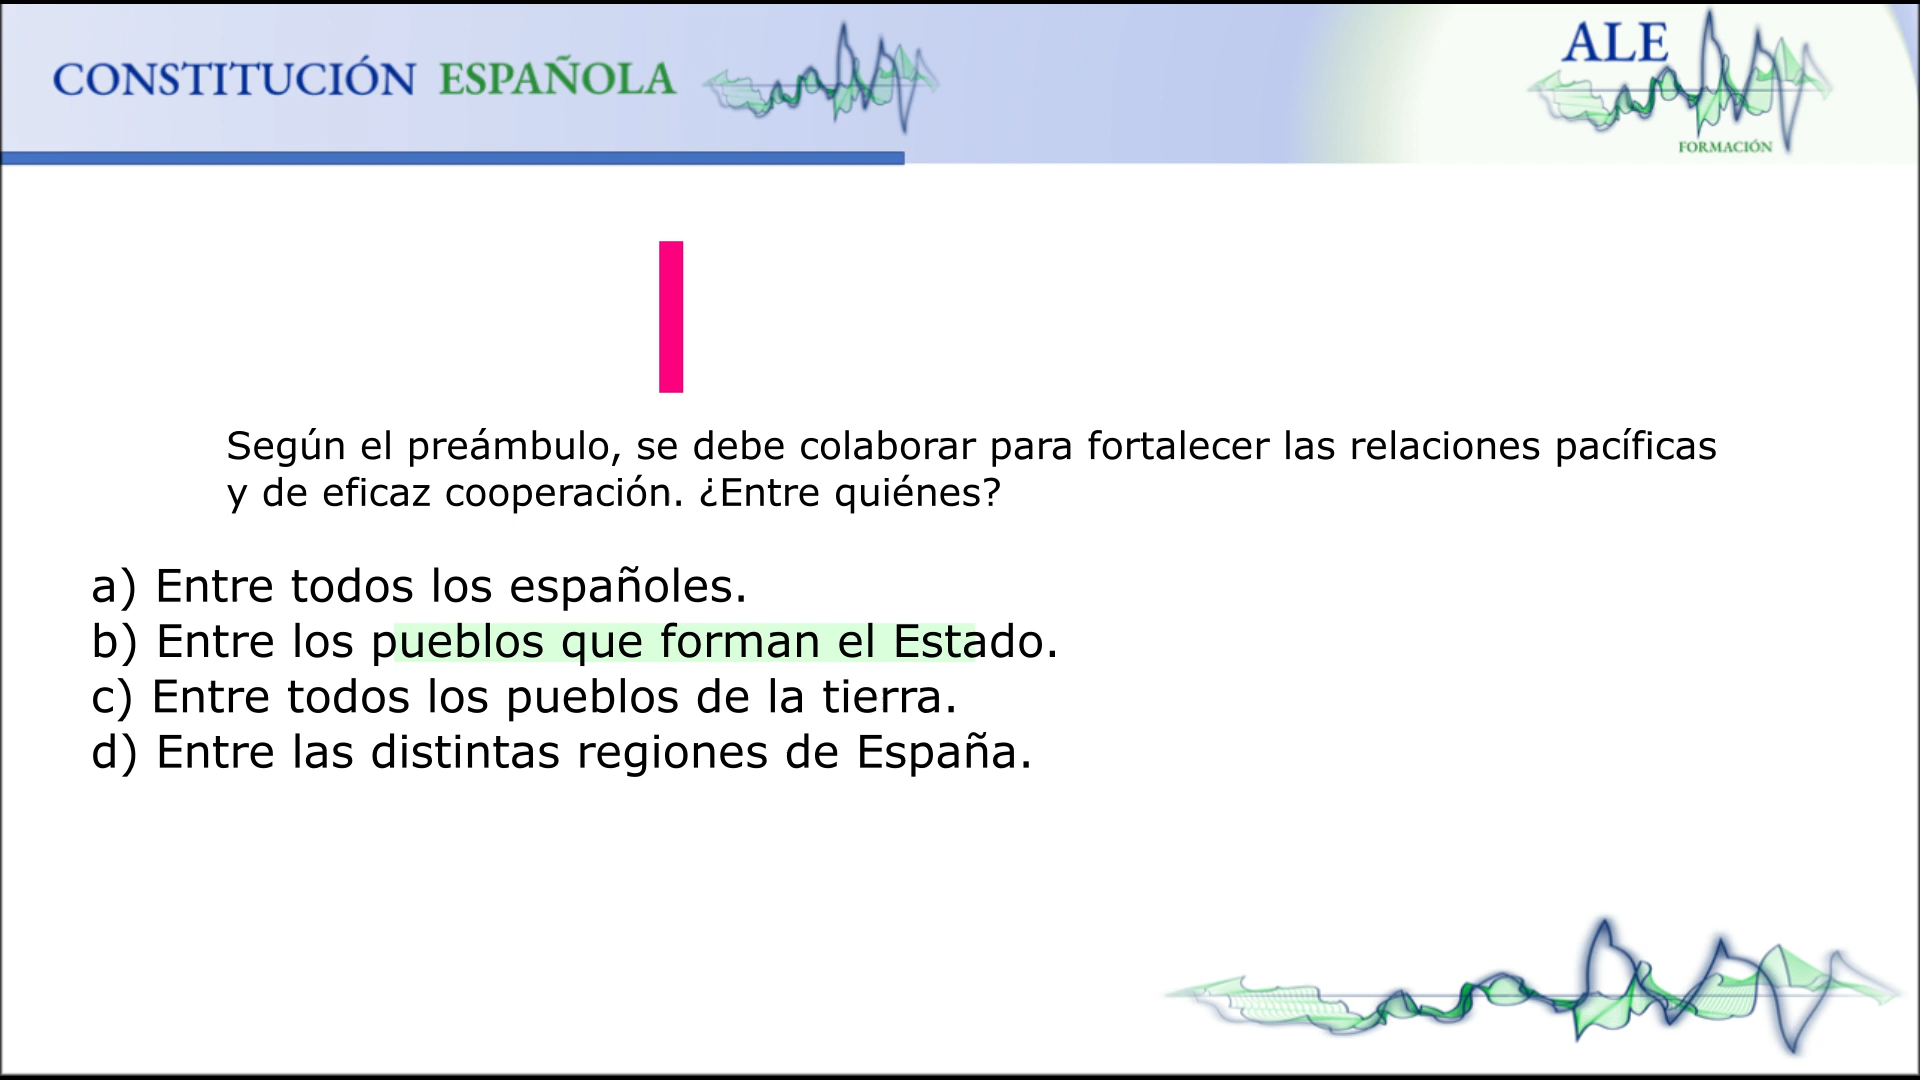 CONSTITUCIÓN ESPAÑOLA
ALE
FORMACIÓN
Según el preámbulo, se debe colaborar para fortalecer las relaciones pacíficas
y de eficaz cooperación. ¿Entre quiénes?
a) Entre todos los españoles.
b) Entre los pueblos que forman el Estado.
c) Entre todos los pueblos de la tierra.
d) Entre las distintas regiones de España.